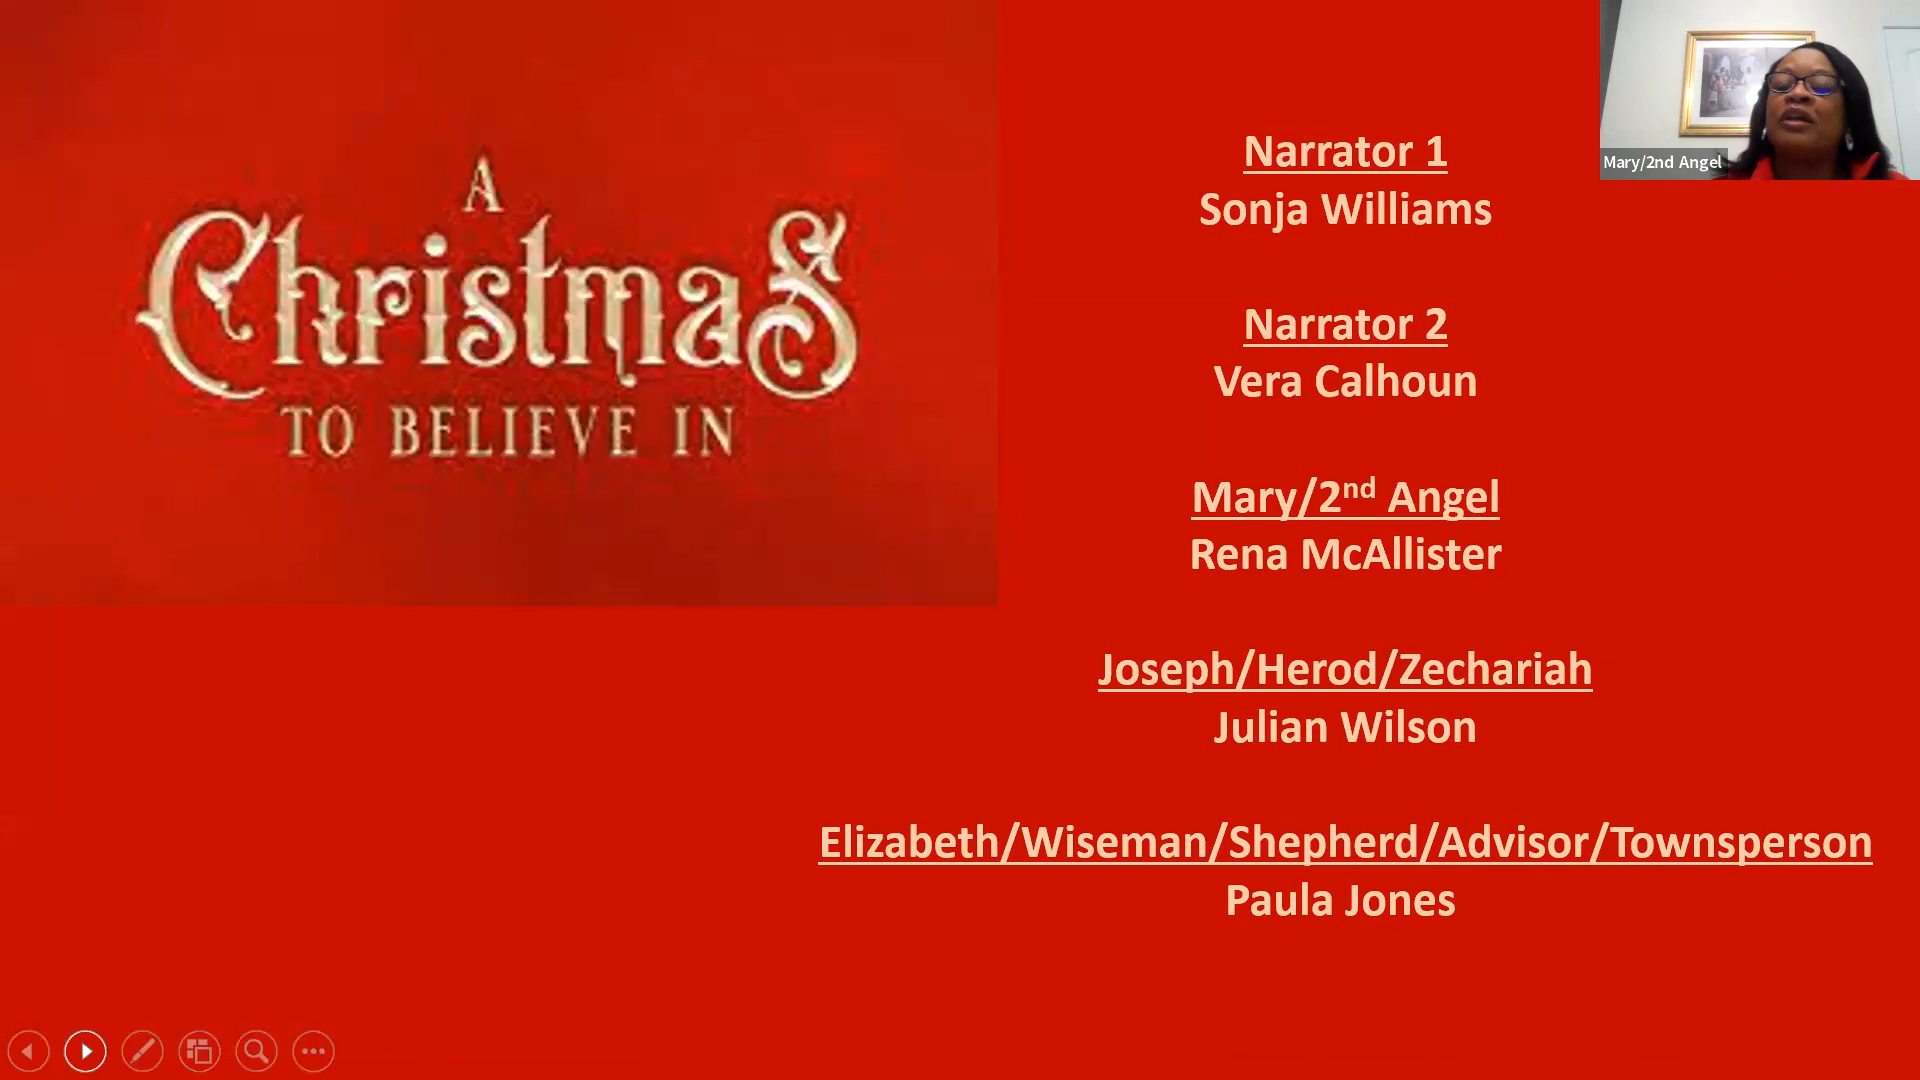 A
Christmas
TO BELIEVE IN
Narrator 1
Sonja Williams
Narrator 2
Vera Calhoun
Mary/2nd Angel
Rena McAllister
Joseph/Herod/Zechariah
Julian Wilson
Elizabeth/Wiseman/Shepherd/Advisor/Townsperson
Paula Jones
Mary/2nd Angel